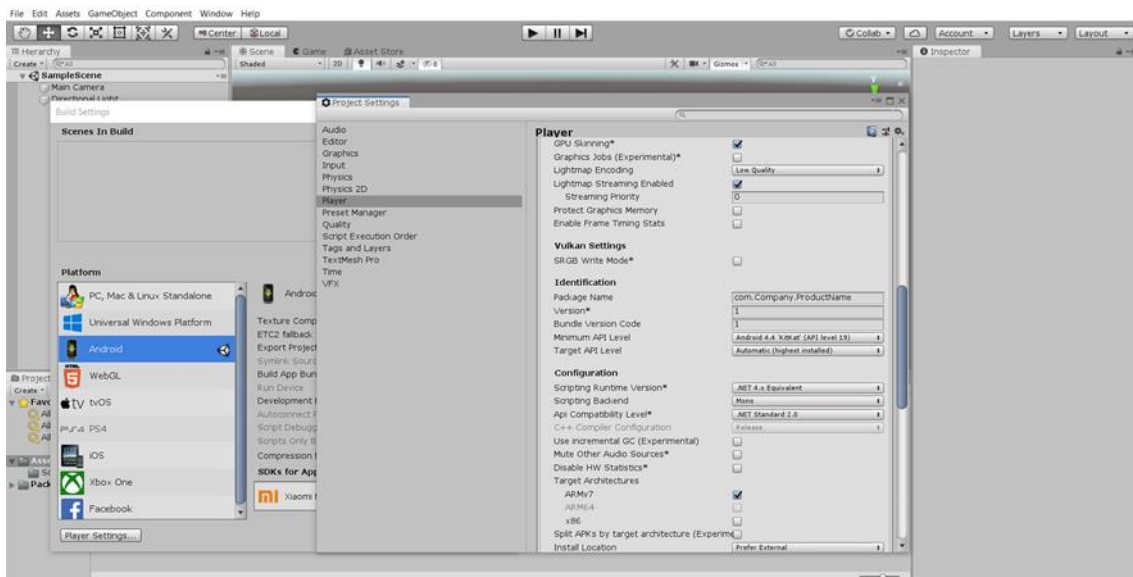 File Edit Assets GameObject Component Window Help
Center Local
Collab Account Layers Layout
Hierarchy
Scene Game Asset Store
Inspector
Create
Shaded 2D
Gizmos
SampleScene
Main Camera
Directional Light
Build Settings
Scenes In Build
Platform
PC, Mac & Linux Standalone
Universal Windows Platform
Android
WebGL
tvOS
PS4
iOS
Xbox One
Facebook
Player Settings...
Android
Texture Comp
ETC2 fallback
Export Project
Symlink Sourc
Build App Bun
Run Device
Development
Autoconnect
Script Debugg
Scripts Only B
Compression
SDKs for App
Xiaomi
Project
Create
Favo
Al
Al
Al
Asse
Sc
Pack
Project Settings
Audio
Editor
Graphics
Input
Physics
Physics 2D
Player
Preset Manager
Quality
Script Execution Order
Tags and Layers
TextMesh Pro
Time
VFX
Player
GPU Skinning*
Graphics Jobs (Experimental)*
Lightmap Encoding Low Quality
Lightmap Streaming Enabled
Streaming Priority 0
Protect Graphics Memory
Enable Frame Timing Stats
Vulkan Settings
SRGB Write Mode*
Identification
Package Name com.Company.ProductName
Version* 1
Bundle Version Code 1
Minimum API Level Android 4.4 'KitKat' (API level 19)
Target API Level Automatic (highest installed)
Configuration
Scripting Runtime Version* .NET 4.x Equivalent
Scripting Backend Mono
Api Compatibility Level* .NET Standard 2.0
C++ Compiler Configuration Release
Use incremental GC (Experimental)
Mute Other Audio Sources*
Disable HW Statistics*
Target Architectures
ARMv7
ARM64
x86
Split APKs by target architecture (Experime
Install Location Prefer External